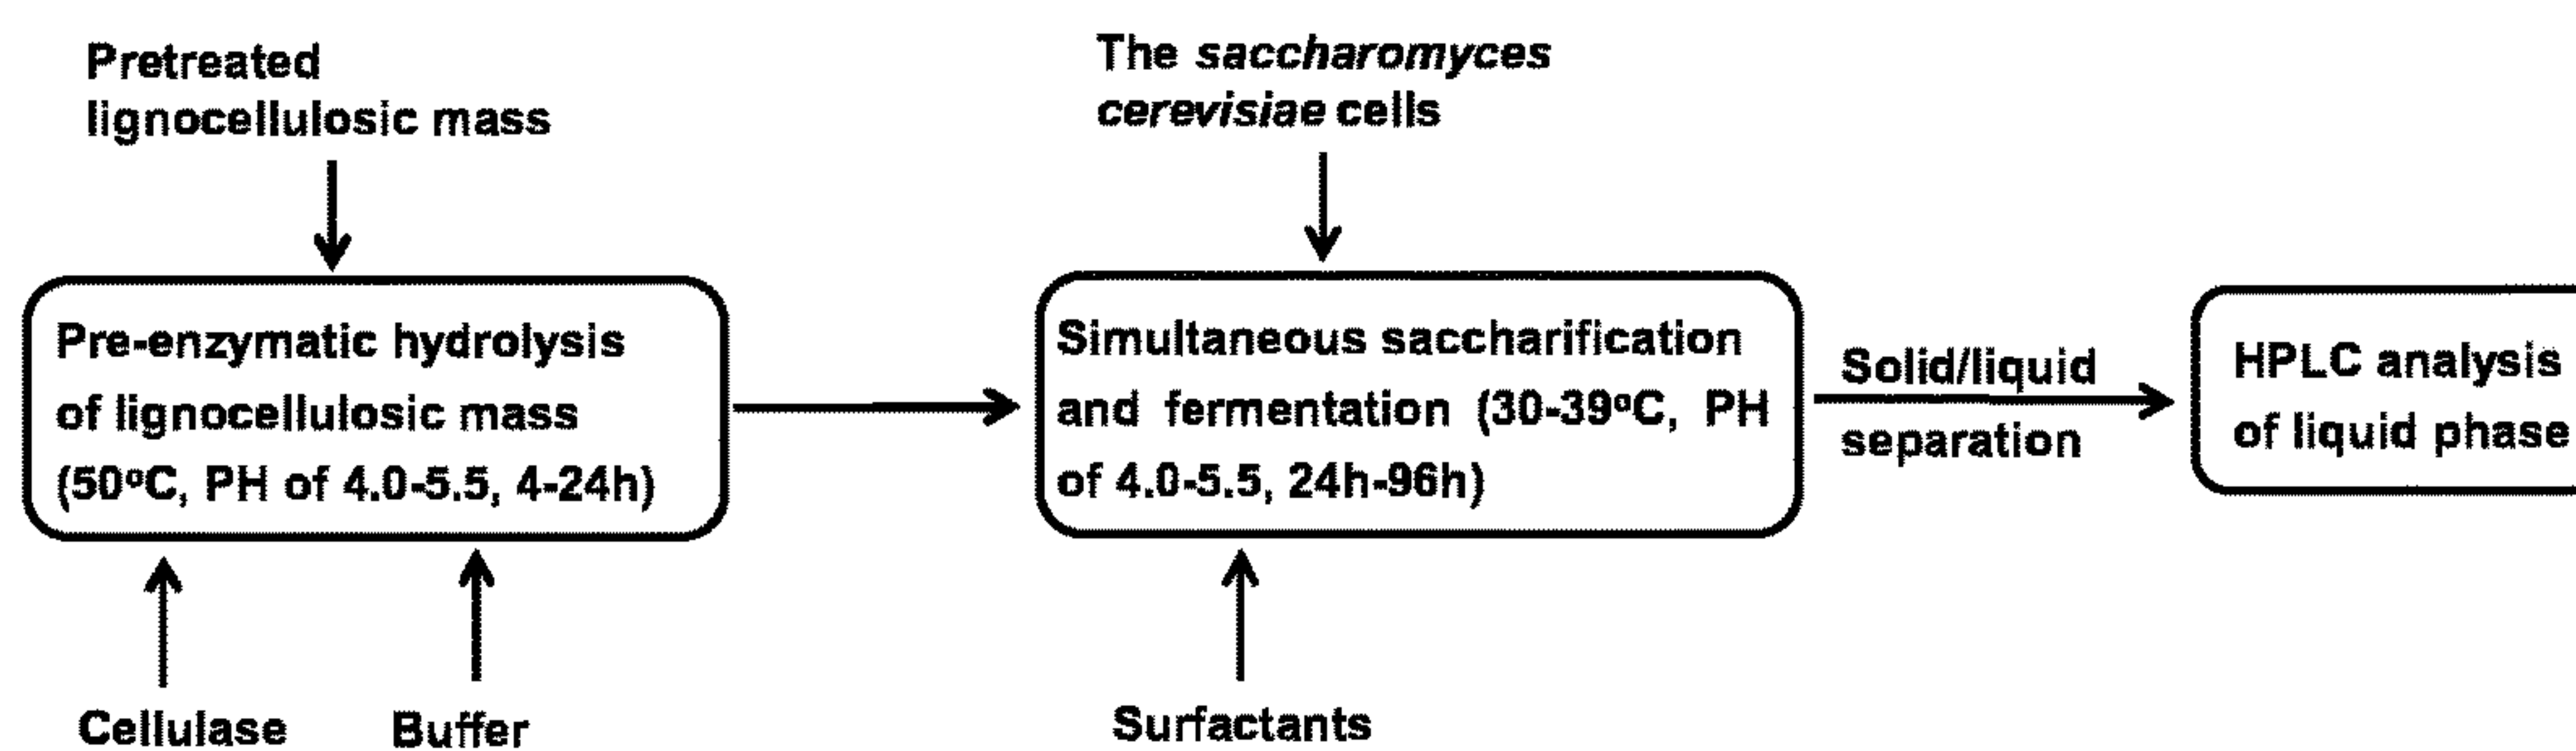 Pretreated
lignocellulosic mass
The saccharomyces
cerevisiae cells
Pre-enzymatic hydrolysis
of lignocellulosic mass
(50°C, PH of 4.0-5.5, 4-24h)
Simultaneous saccharification
and fermentation (30-39°C, PH
of 4.0-5.5, 24h-96h)
Solid/liquid
separation
HPLC analysis
of liquid phase
Cellulase
Buffer
Surfactants